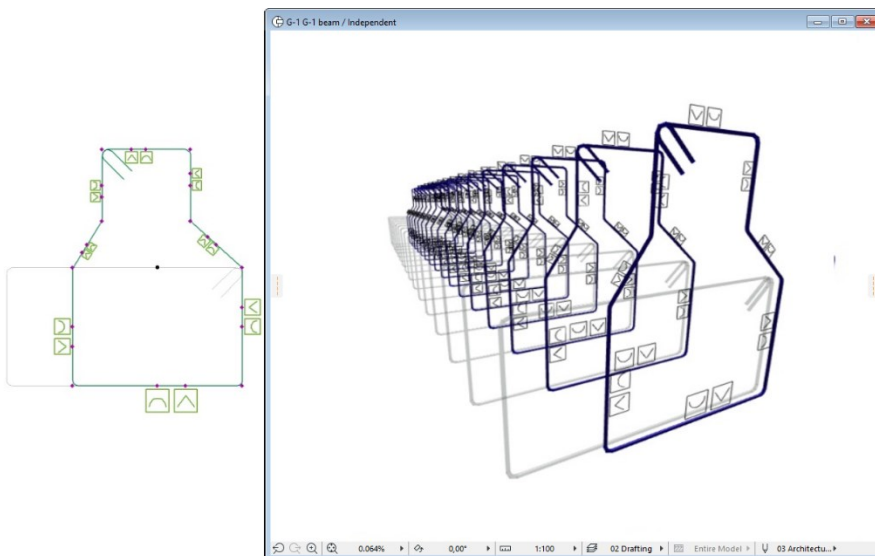 G-1 G-1 beam / Independent
0.064% 0,00° 1:100 02 Drafting Entire Model 03 Architectu...